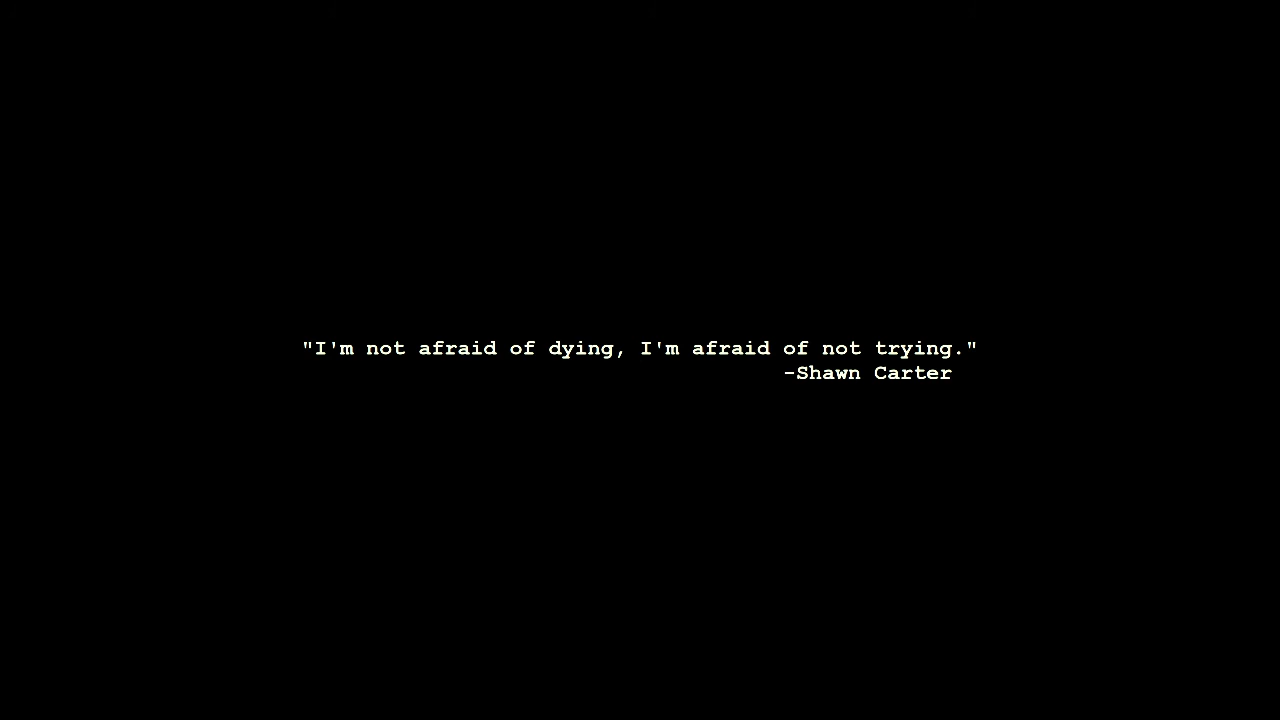 "I'm not afraid of dying, I'm afraid of not trying."
-Shawn Carter